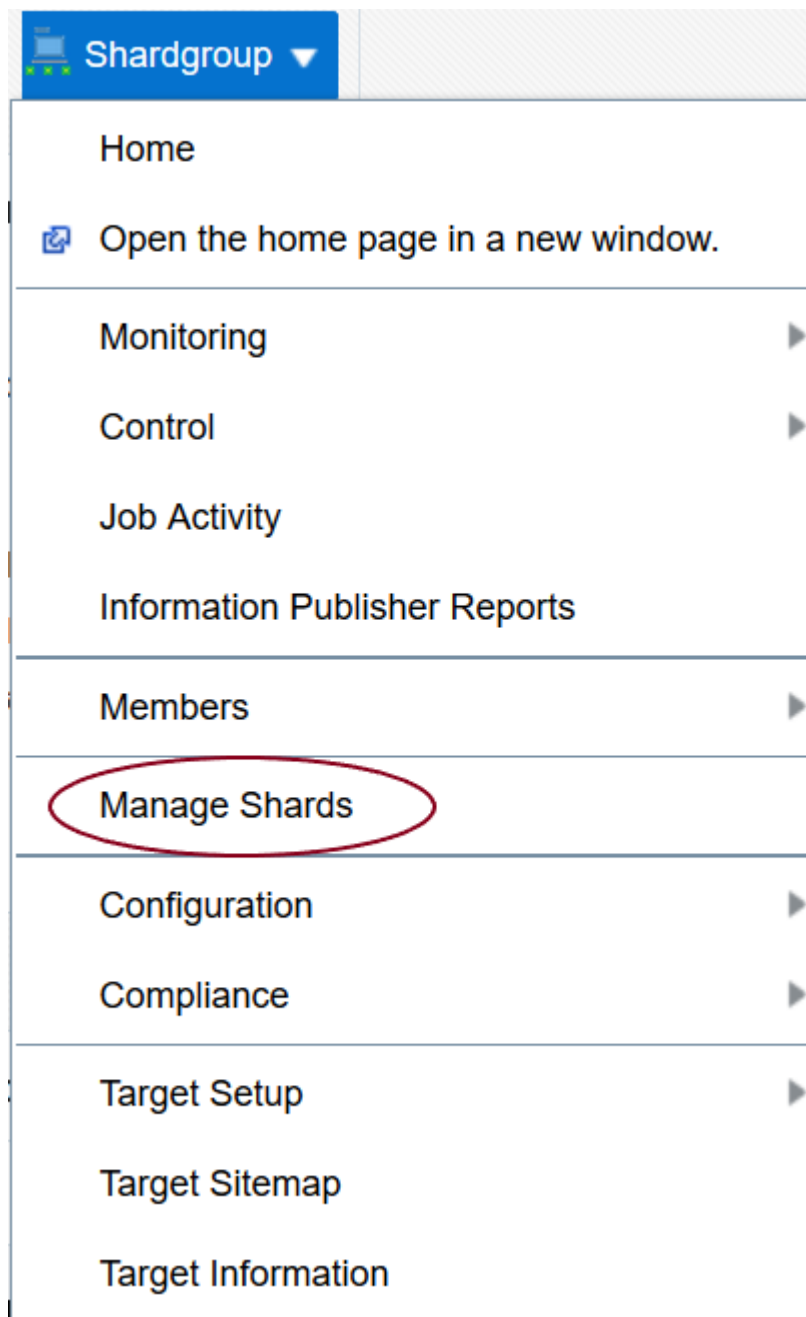 Shardgroup
Home
Open the home page in a new window.
Monitoring
Control
Job Activity
Information Publisher Reports
Members
Manage Shards
Configuration
Compliance
Target Setup
Target Sitemap
Target Information